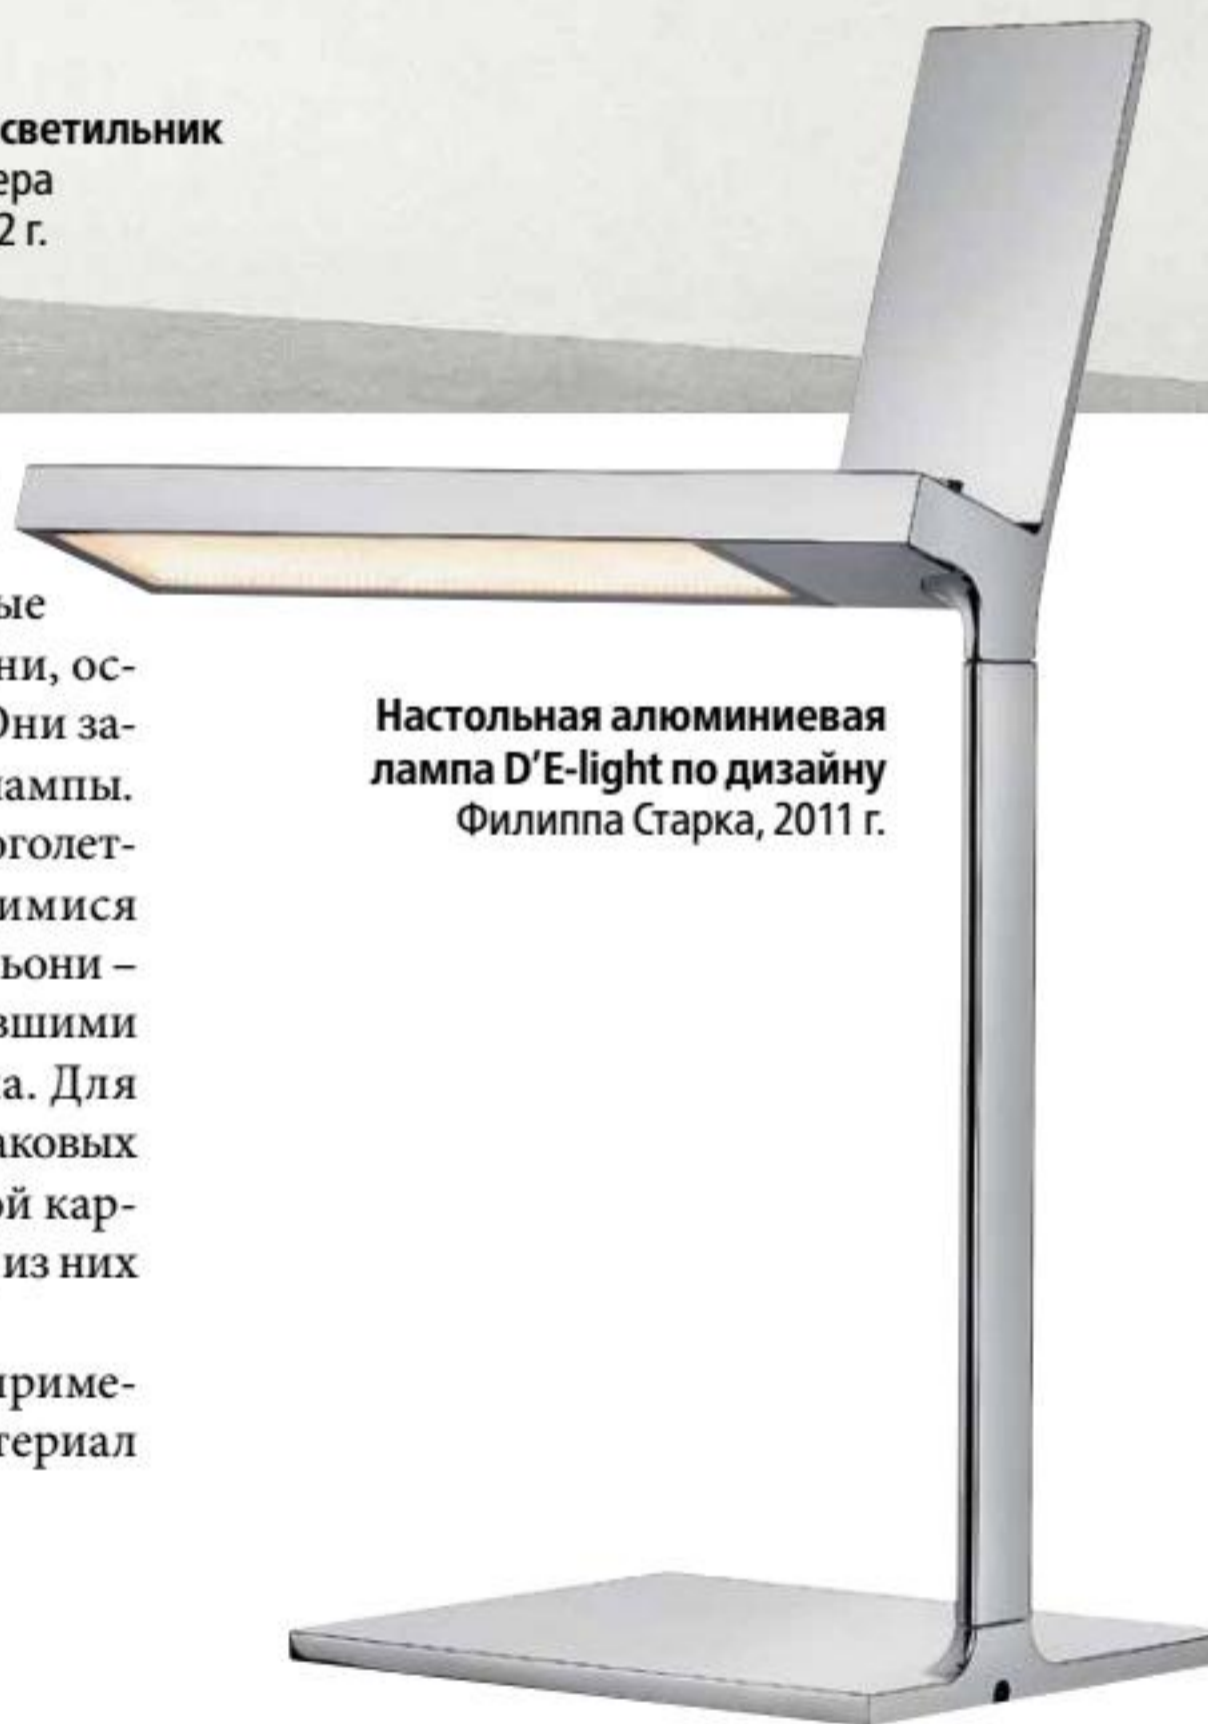 светильник
ера
2 г.
ые
ни, ос-
Они за-
лампы.
оголет-
имися
ьони –
вшими
а. Для
аковых
ой кар-
из них
приме-
териал
Настольная алюминиевая
лампа D’E-light по дизайну
Филиппа Старка, 2011 г.